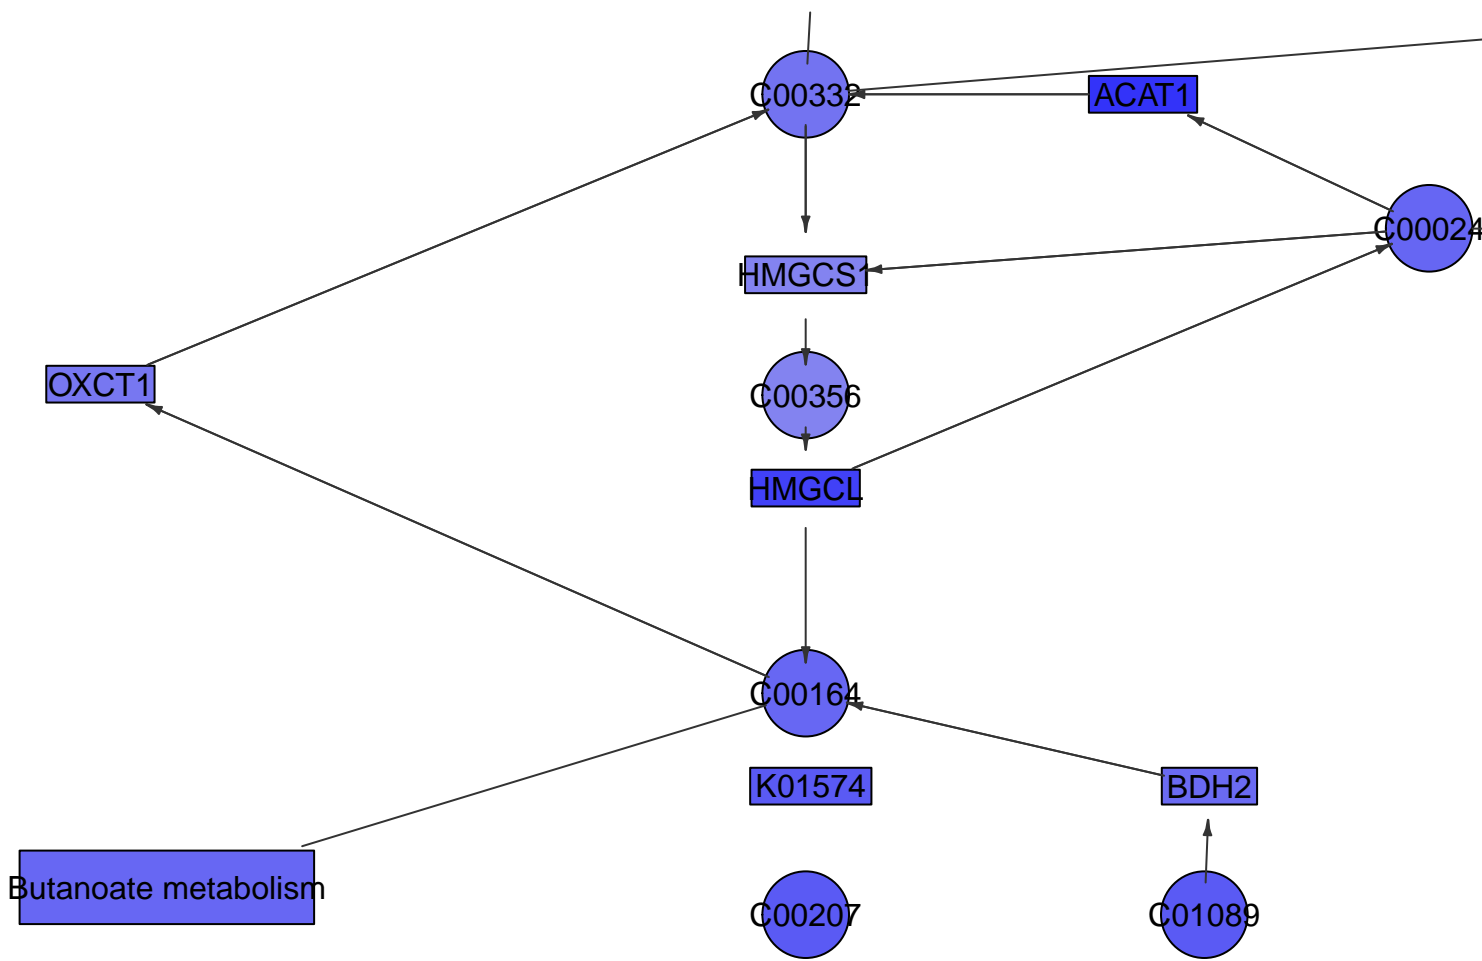 C00332
ACAT1
C00024
HMGCS1
OXCT1
C00356
HMGCL
C00164
K01574
BDH2
Butanoate metabolism
C00207
C01089